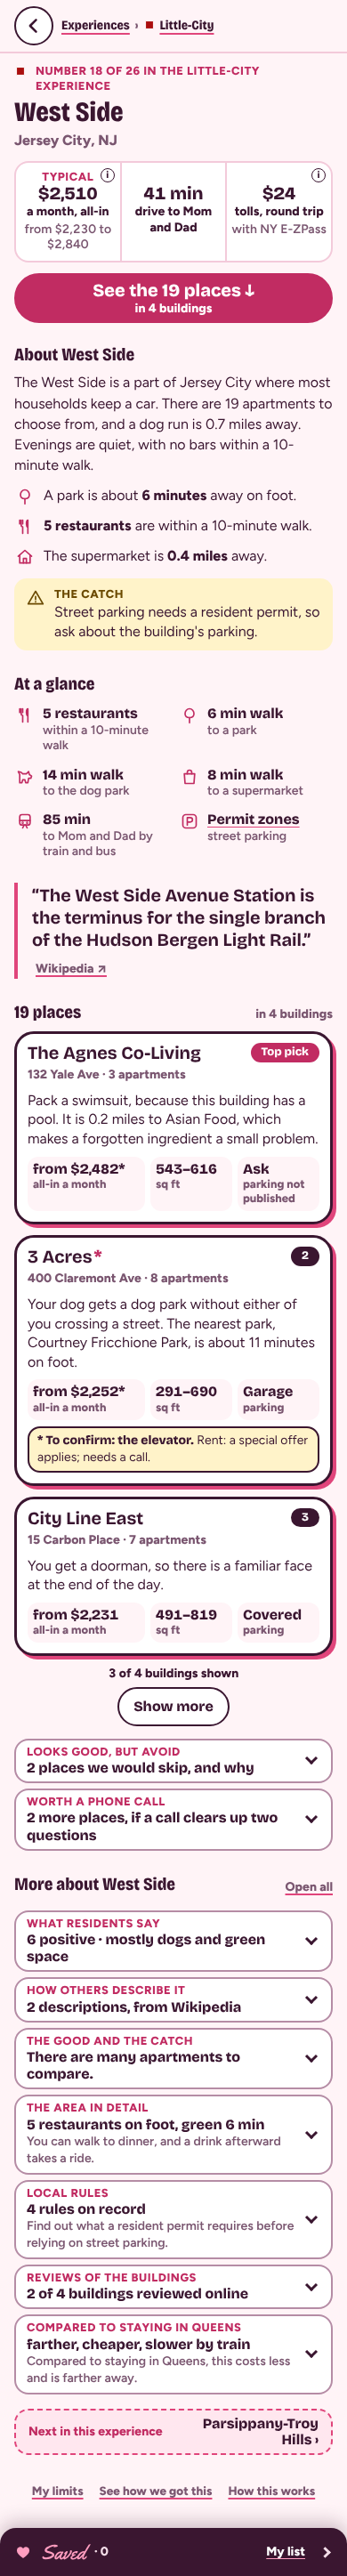 Experiences › Little-City
NUMBER 18 OF 26 IN THE LITTLE-CITY
EXPERIENCE
West Side
Jersey City, NJ
TYPICAL
$2,510
a month, all-in
from $2,230 to
$2,840
41 min
drive to Mom
and Dad
$24
tolls, round trip
with NY E-ZPass
See the 19 places ↓
in 4 buildings
About West Side
The West Side is a part of Jersey City where most
households keep a car. There are 19 apartments to
choose from, and a dog run is 0.7 miles away.
Evenings are quiet, with no bars within a 10-
minute walk.
A park is about 6 minutes away on foot.
5 restaurants are within a 10-minute walk.
The supermarket is 0.4 miles away.
THE CATCH
Street parking needs a resident permit, so
ask about the building's parking.
At a glance
5 restaurants
within a 10-minute
walk
6 min walk
to a park
14 min walk
to the dog park
8 min walk
to a supermarket
85 min
to Mom and Dad by
train and bus
Permit zones
street parking
“The West Side Avenue Station is
the terminus for the single branch
of the Hudson Bergen Light Rail.”
Wikipedia ↗
19 places
in 4 buildings
The Agnes Co-Living
Top pick
132 Yale Ave · 3 apartments
Pack a swimsuit, because this building has a
pool. It is 0.2 miles to Asian Food, which
makes a forgotten ingredient a small problem.
from $2,482*
all-in a month
543–616
sq ft
Ask
parking not
published
3 Acres*
2
400 Claremont Ave · 8 apartments
Your dog gets a dog park without either of
you crossing a street. The nearest park,
Courtney Fricchione Park, is about 11 minutes
on foot.
from $2,252*
all-in a month
291–690
sq ft
Garage
parking
* To confirm: the elevator. Rent: a special offer
applies; needs a call.
City Line East
3
15 Carbon Place · 7 apartments
You get a doorman, so there is a familiar face
at the end of the day.
from $2,231
all-in a month
491–819
sq ft
Covered
parking
3 of 4 buildings shown
Show more
LOOKS GOOD, BUT AVOID
2 places we would skip, and why
WORTH A PHONE CALL
2 more places, if a call clears up two
questions
More about West Side
Open all
WHAT RESIDENTS SAY
6 positive · mostly dogs and green
space
HOW OTHERS DESCRIBE IT
2 descriptions, from Wikipedia
THE GOOD AND THE CATCH
There are many apartments to
compare.
THE AREA IN DETAIL
5 restaurants on foot, green 6 min
You can walk to dinner, and a drink afterward
takes a ride.
LOCAL RULES
4 rules on record
Find out what a resident permit requires before
relying on street parking.
REVIEWS OF THE BUILDINGS
2 of 4 buildings reviewed online
COMPARED TO STAYING IN QUEENS
farther, cheaper, slower by train
Compared to staying in Queens, this costs less
and is farther away.
Next in this experience
Parsippany-Troy
Hills ›
My limits
See how we got this
How this works
Saved · 0
My list